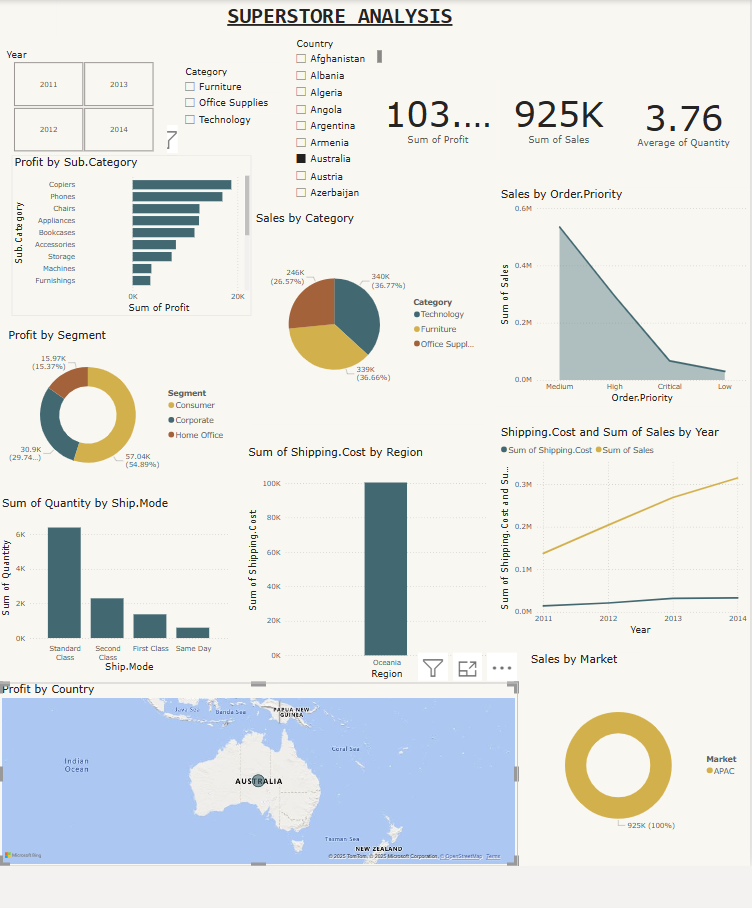 SUPERSTORE ANALYSIS
Year
2011
2013
2012
2014
Category
Furniture
Office Supplies
Technology
Country
Afghanistan
Albania
Algeria
Angola
Argentina
Armenia
Australia
Austria
Azerbaijan
103....
Sum of Profit
925K
Sum of Sales
3.76
Average of Quantity
Profit by Sub.Category
Sub.Category
Copiers
Phones
Chairs
Appliances
Bookcases
Accessories
Storage
Machines
Furnishings
0K
20K
Sum of Profit
Sales by Category
246K
(26.57%)
340K
(36.77%)
339K
(36.66%)
Category
Technology
Furniture
Office Suppl...
Sales by Order.Priority
Sum of Sales
0.6M
0.4M
0.2M
0.0M
Medium
High
Critical
Low
Order.Priority
Profit by Segment
15.97K
(15.37%)
30.9K
(29.74...)
57.04K
(54.89%)
Segment
Consumer
Corporate
Home Office
Sum of Shipping.Cost by Region
Sum of Shipping.Cost
100K
80K
60K
40K
20K
0K
Oceania
Region
Shipping.Cost and Sum of Sales by Year
Sum of Shipping.Cost
Sum of Sales
Sum of Shipping.Cost and Su...
0.3M
0.2M
0.1M
0.0M
2011
2012
2013
2014
Year
Sum of Quantity by Ship.Mode
Sum of Quantity
6K
4K
2K
0K
Standard
Class
Second
Class
First Class
Same Day
Ship.Mode
Profit by Country
Java Sea
Banda Sea
PAPUA NEW
GUINEA
Indian
Ocean
Coral Sea
AUSTRALIA
Tasman Sea
NEW ZEALAND
Microsoft Bing
© 2025 TomTom, © 2025 Microsoft Corporation, © OpenStreetMap Terms
Sales by Market
Market
APAC
925K (100%)